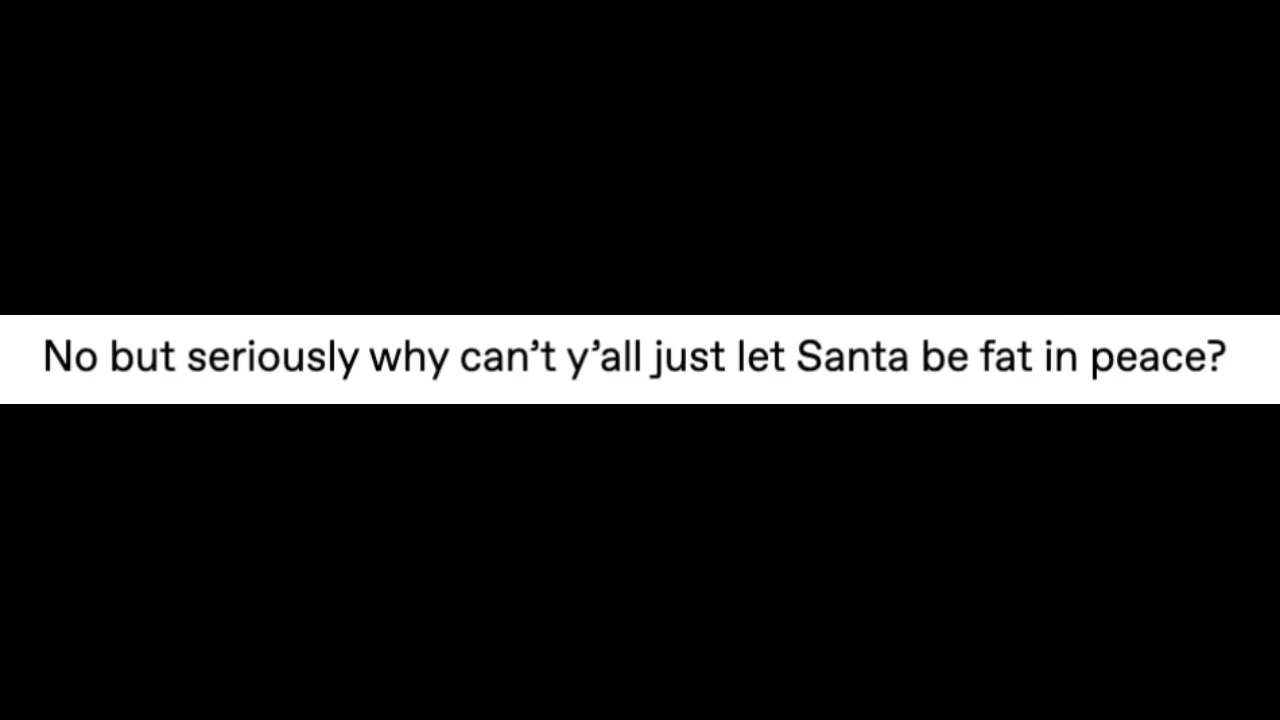 No but seriously why can’t y’all just let Santa be fat in peace?